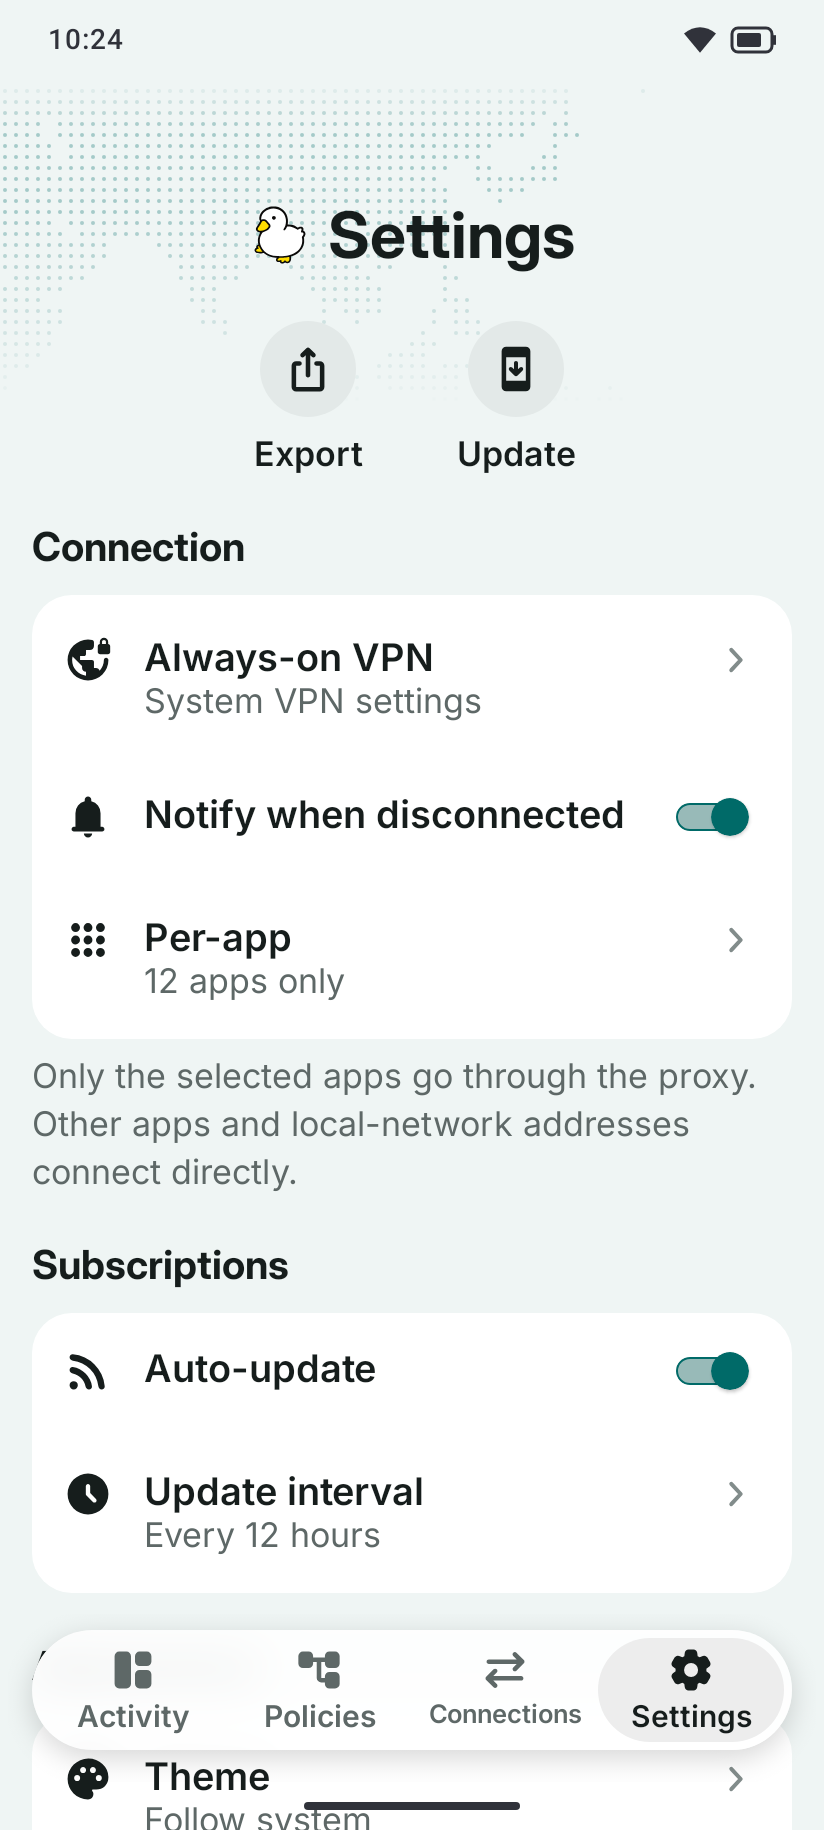 10:24
Settings
Export
Update
Connection
Always-on VPN
System VPN settings
Notify when disconnected
Per-app
12 apps only
Only the selected apps go through the proxy.
Other apps and local-network addresses
connect directly.
Subscriptions
Auto-update
Update interval
Every 12 hours
Activity
Policies
Connections
Settings
Theme
Follow system